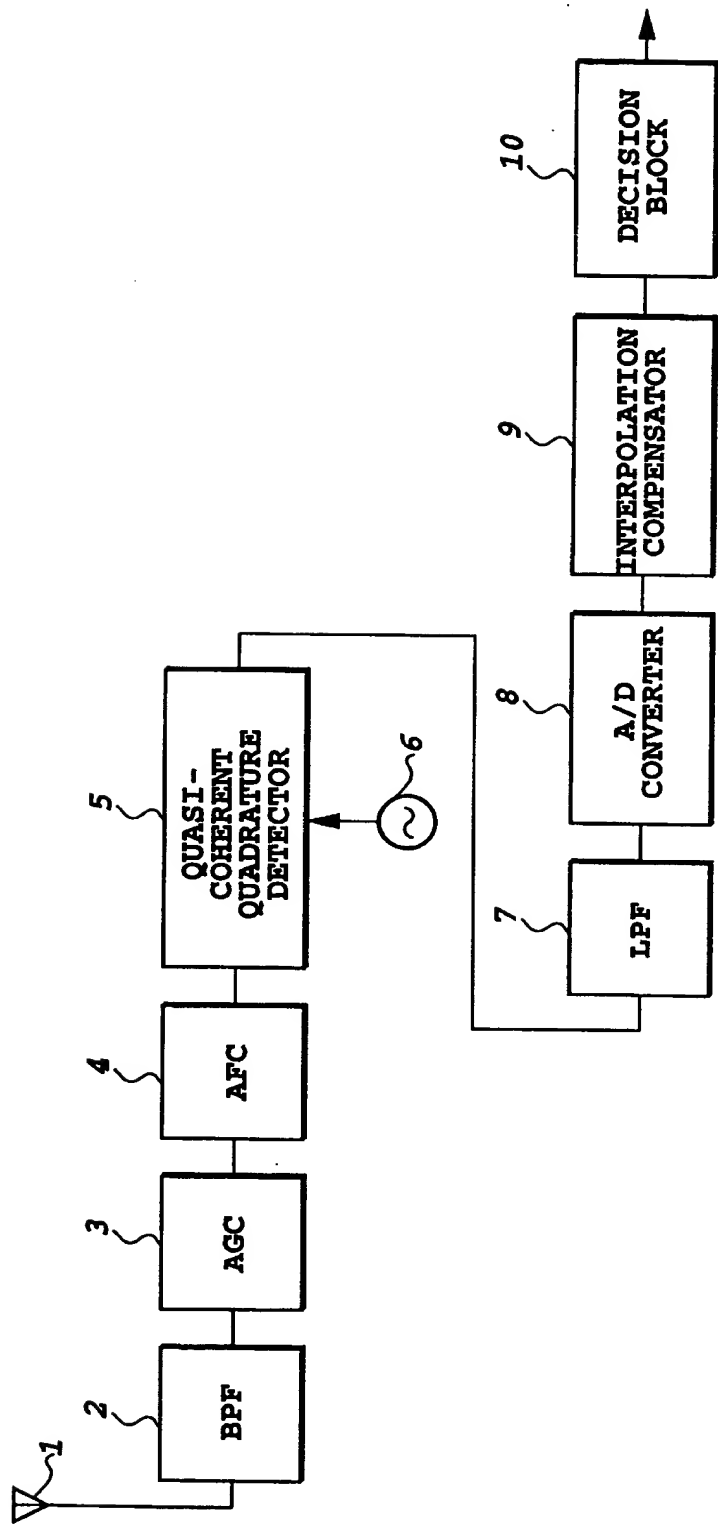 1
2
BPF
3
AGC
4
AFC
5
QUASI-
COHERENT
QUADRATURE
DETECTOR
6
7
LPF
8
A/D
CONVERTER
9
INTERPOLATION
COMPENSATOR
10
DECISION
BLOCK